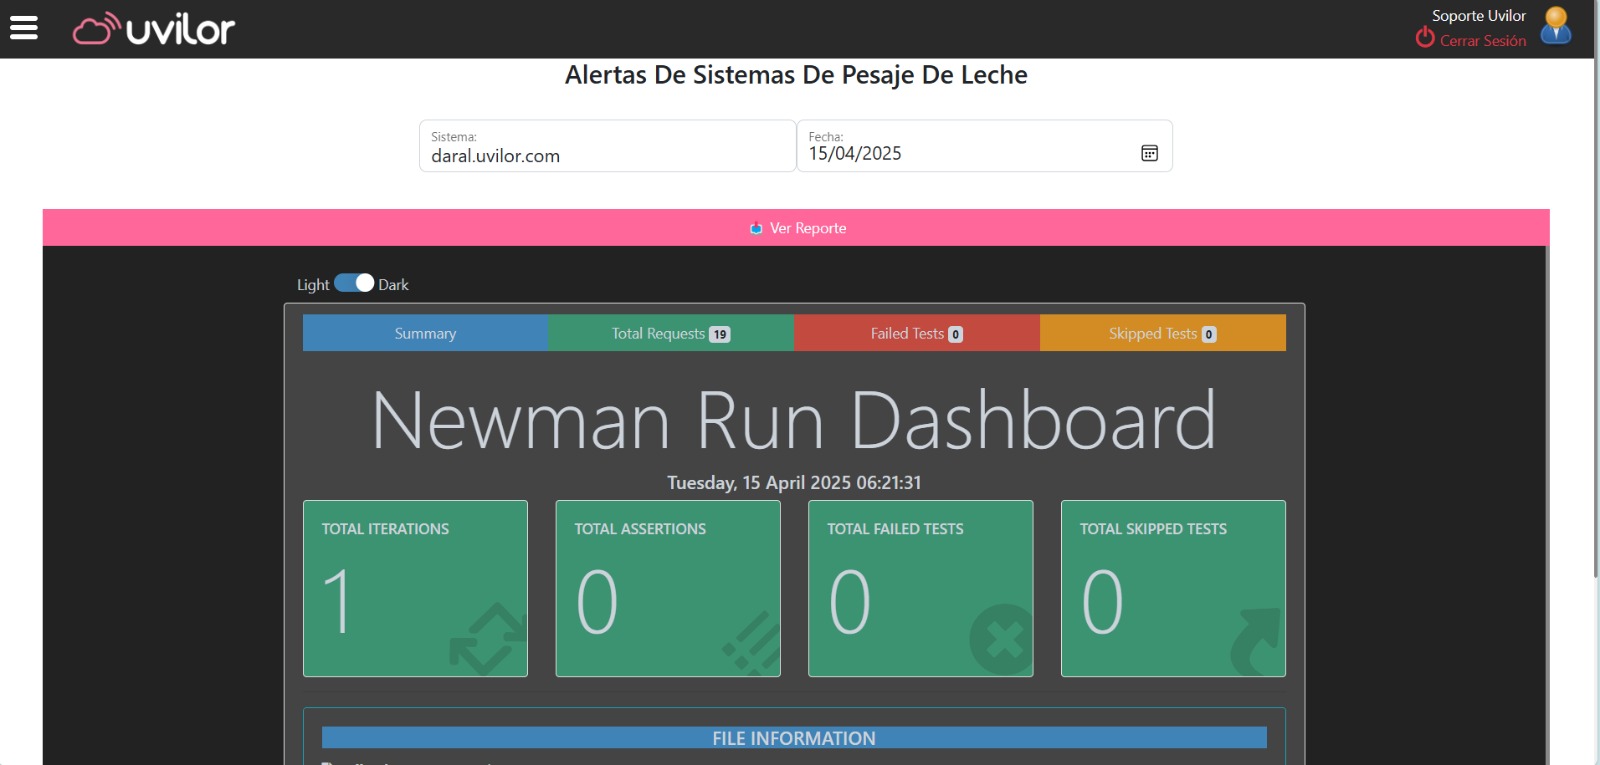 uvilor
Soporte Uvilor
Cerrar Sesión
Alertas De Sistemas De Pesaje De Leche
Sistema:
daral.uvilor.com
Fecha:
15/04/2025
Ver Reporte
Light Dark
Summary
Total Requests 19
Failed Tests 0
Skipped Tests 0
Newman Run Dashboard
Tuesday, 15 April 2025 06:21:31
TOTAL ITERATIONS
1
TOTAL ASSERTIONS
0
TOTAL FAILED TESTS
0
TOTAL SKIPPED TESTS
0
FILE INFORMATION